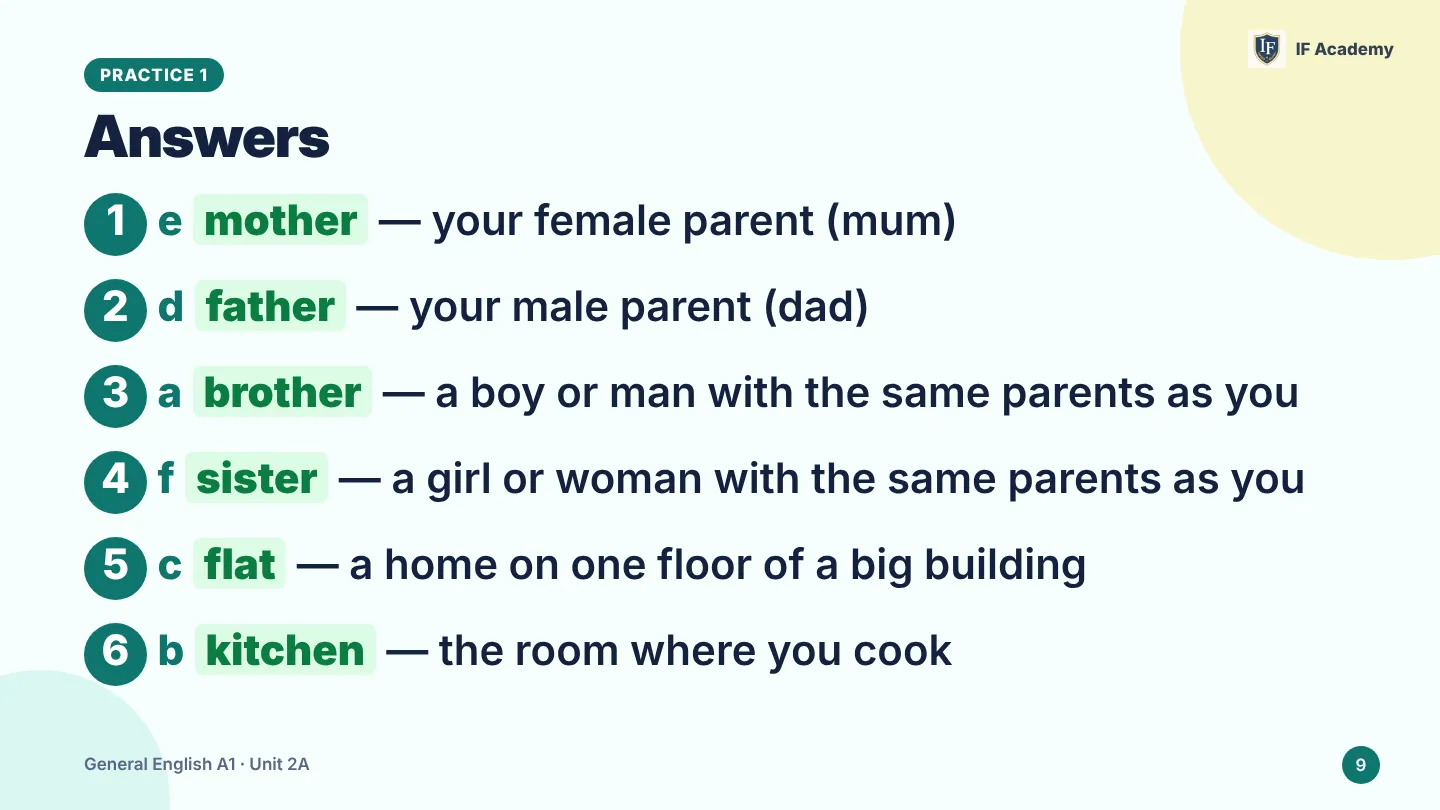 PRACTICE 1
IF Academy
Answers
1 e mother — your female parent (mum)
2 d father — your male parent (dad)
3 a brother — a boy or man with the same parents as you
4 f sister — a girl or woman with the same parents as you
5 c flat — a home on one floor of a big building
6 b kitchen — the room where you cook
General English A1 · Unit 2A
9